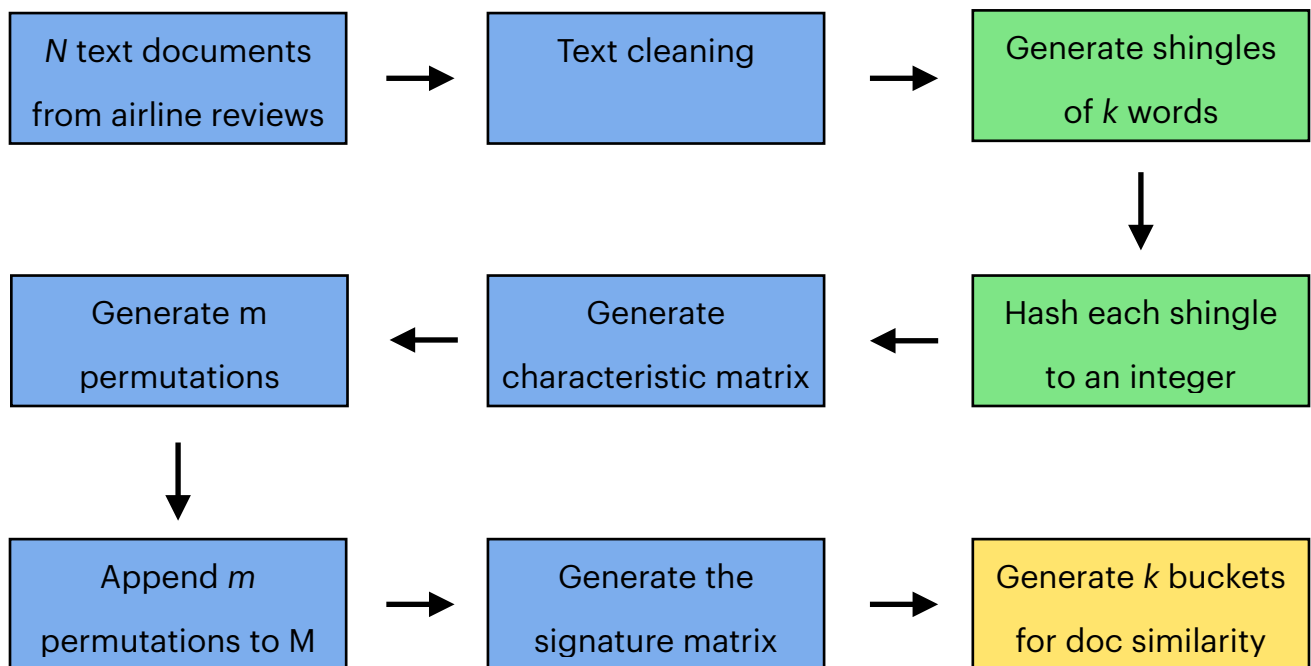 N text documents
from airline reviews
Text cleaning
Generate shingles
of k words
Hash each shingle
to an integer
Generate
characteristic matrix
Generate m
permutations
Append m
permutations to M
Generate the
signature matrix
Generate k buckets
for doc similarity